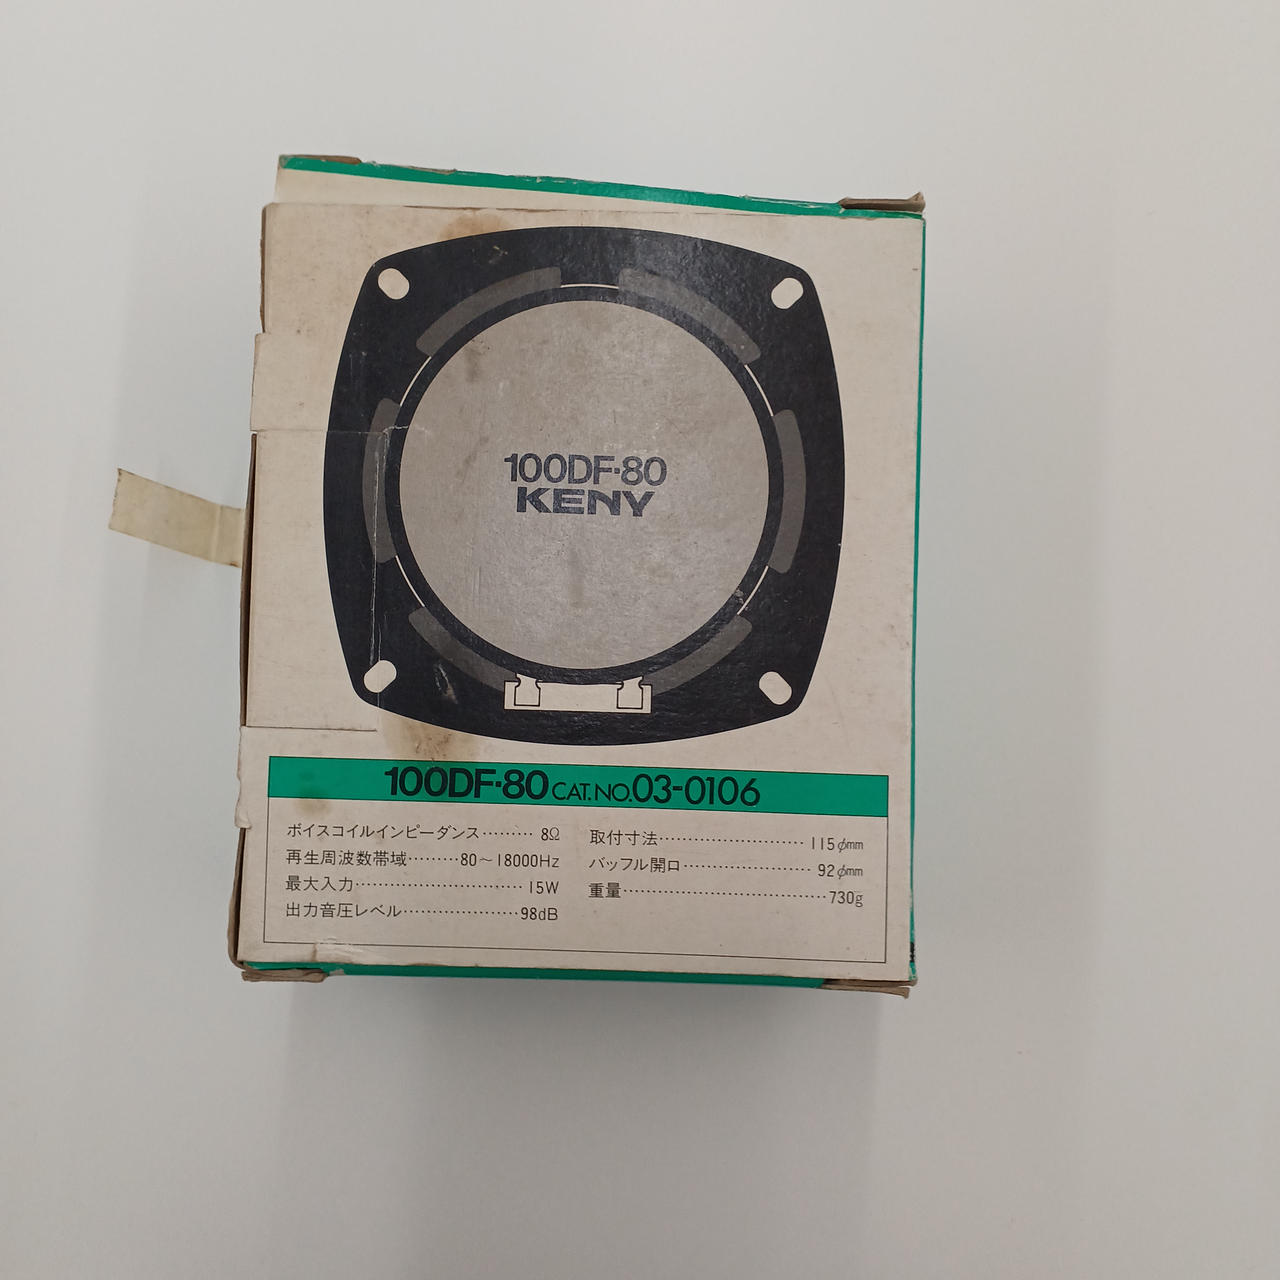 100DF·80
KENY
100DF·80 CAT.NO.03-0106
ボイスコイルインピーダンス········· 8Ω
再生周波数帯域·········80～18000Hz
最大入力····························15W
出力音圧レベル····················98dB
取付寸法·························115φmm
バッフル開口······················92φmm
重量···································730g